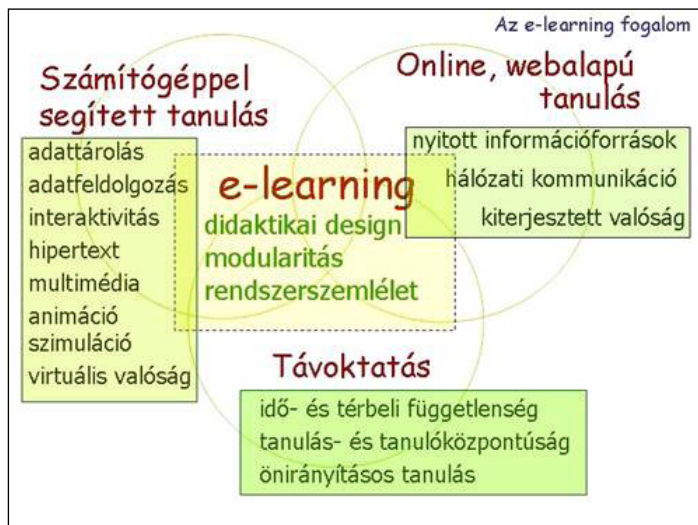 Az e-learning fogalom
Számítógéppel
segített tanulás
adattárolás
adatfeldolgozás
interaktivitás
hipertext
multimédia
animáció
szimuláció
virtuális valóság
Online, webalapú
tanulás
nyitott információforrások
hálózati kommunikáció
kiterjesztett valóság
e-learning
didaktikai design
modularitás
rendszerszemlélet
Távoktatás
idő- és térbeli függetlenség
tanulás- és tanulóközpontúság
önirányításos tanulás